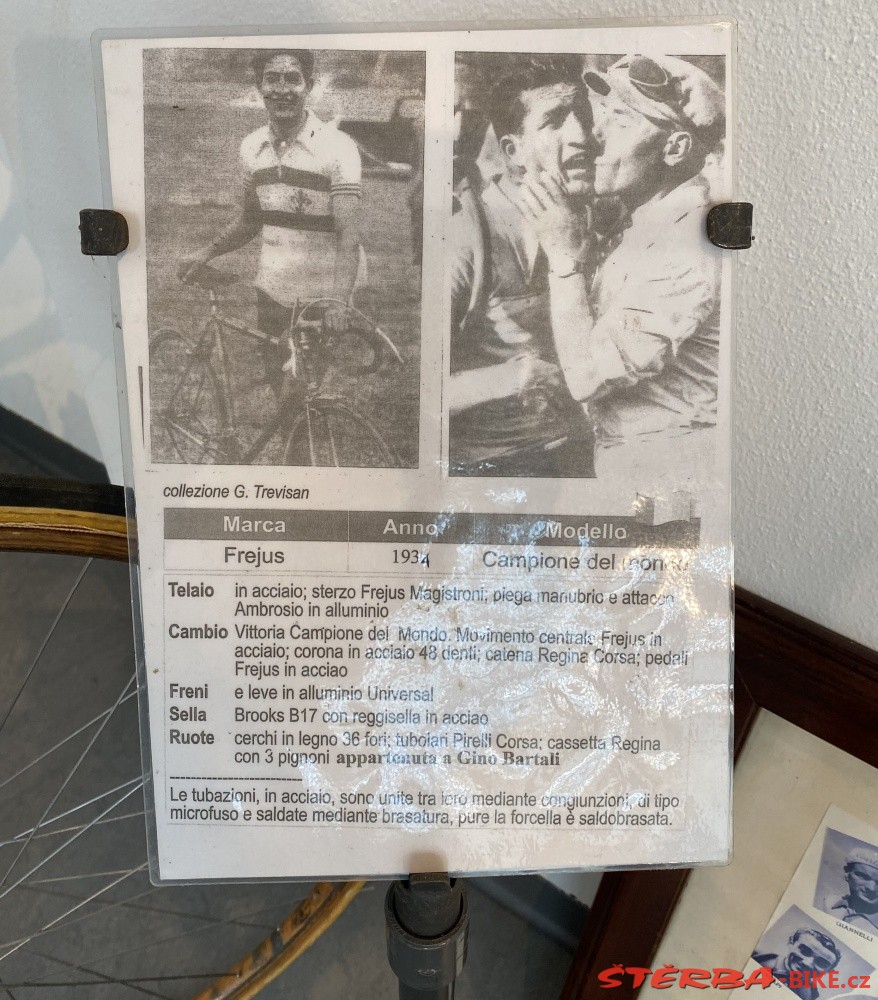 collezione G. Trevisan
Marca Anno Modello
Frejus 1934 Campione del mondo
Telaio in acciaio; sterzo Frejus Magistroni; piega manubrio e attacco
Ambrosio in alluminio
Cambio Vittoria Campione del Mondo. Movimento centrale Frejus in
acciaio; corona in acciaio 48 denti; catena Regina Corsa; pedali
Frejus in acciao
Freni e leve in alluminio Universal
Sella Brooks B17 con reggisella in acciao
Ruote cerchi in legno 36 fori; tubolari Pirelli Corsa; cassetta Regina
con 3 pignoni appartenuta a Gino Bartali
------------------------
Le tubazioni, in acciaio, sono unite tra loro mediante congiunzioni, di tipo
microfuso e saldate mediante brasatura, pure la forcella è saldobrasata.
GIANNELLI
ŠTĚRBA-BIKE.cz